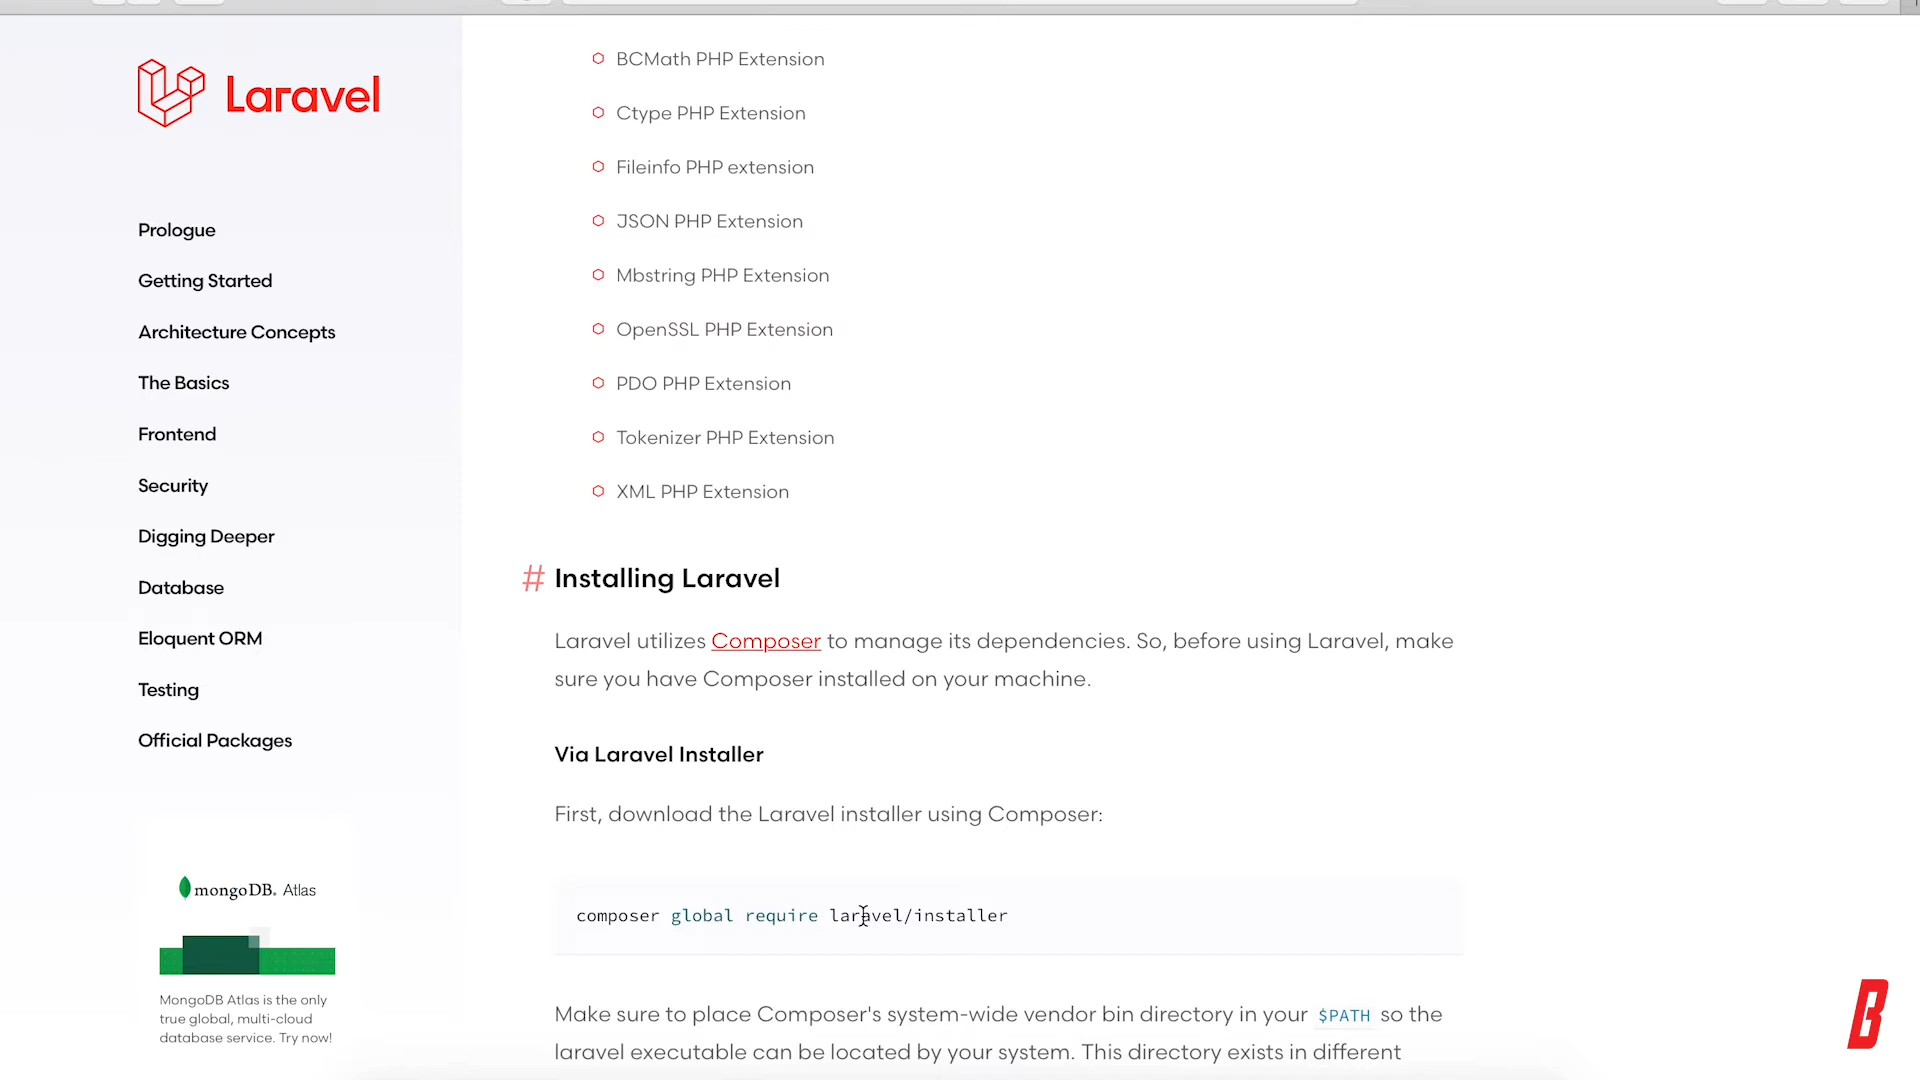 Laravel
Prologue
Getting Started
Architecture Concepts
The Basics
Frontend
Security
Digging Deeper
Database
Eloquent ORM
Testing
Official Packages
mongoDB. Atlas
MongoDB Atlas is the only
true global, multi-cloud
database service. Try now!
BCMath PHP Extension
Ctype PHP Extension
Fileinfo PHP extension
JSON PHP Extension
Mbstring PHP Extension
OpenSSL PHP Extension
PDO PHP Extension
Tokenizer PHP Extension
XML PHP Extension
# Installing Laravel
Laravel utilizes Composer to manage its dependencies. So, before using Laravel, make
sure you have Composer installed on your machine.
Via Laravel Installer
First, download the Laravel installer using Composer:
composer global require laravel/installer
Make sure to place Composer's system-wide vendor bin directory in your $PATH so the
laravel executable can be located by your system. This directory exists in different
B